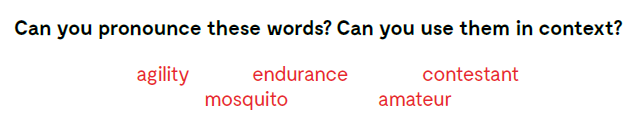 Can you pronounce these words? Can you use them in context?
agility endurance contestant
mosquito amateur